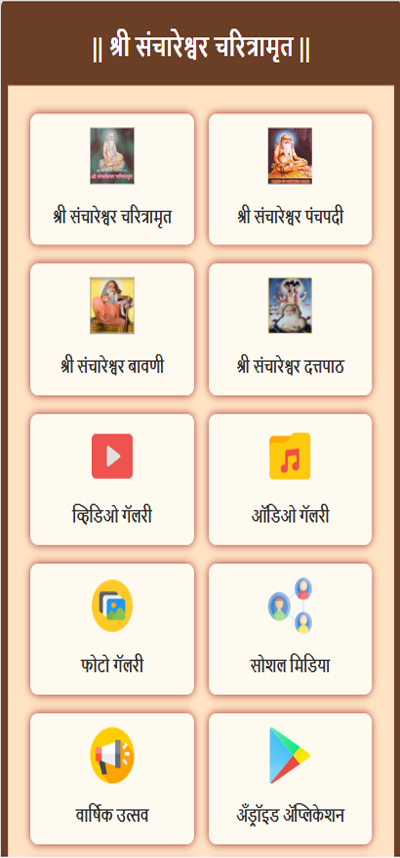 || श्री संचारेश्वर चरित्रामृत ||
श्री संचारेश्वर चरित्रामृत
श्री संचारेश्वर पंचपदी
श्री संचारेश्वर बावणी
श्री संचारेश्वर दत्तपाठ
व्हिडिओ गॅलरी
ऑडिओ गॅलरी
फोटो गॅलरी
सोशल मिडिया
वार्षिक उत्सव
अँड्रॉइड ॲप्लिकेशन